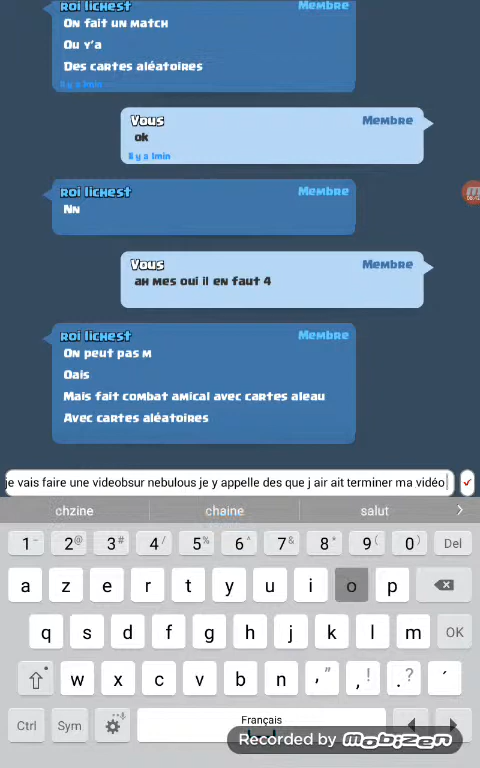 roi lichest Membre
On fait un match
Ou y'a
Des cartes aléatoires
Il y a 1min
Vous Membre
ok
Il y a 1min
roi lichest Membre
Nn
Vous Membre
ah mes oui il en faut 4
roi lichest Membre
On peut pas m
Oais
Mais fait combat amical avec cartes aleau
Avec cartes aléatoires
je vais faire une videobsur nebulous je y appelle des que j air ait terminer ma vidéo
chzine chaine salut
1 2@ 3# 4/ 5% 6^ 7& 8* 9( 0) Del
a z e r t y u i o p
q s d f g h j k l m OK
w x c v b n ' " , ! . ? ´
Ctrl Sym Français
Recorded by mobizen